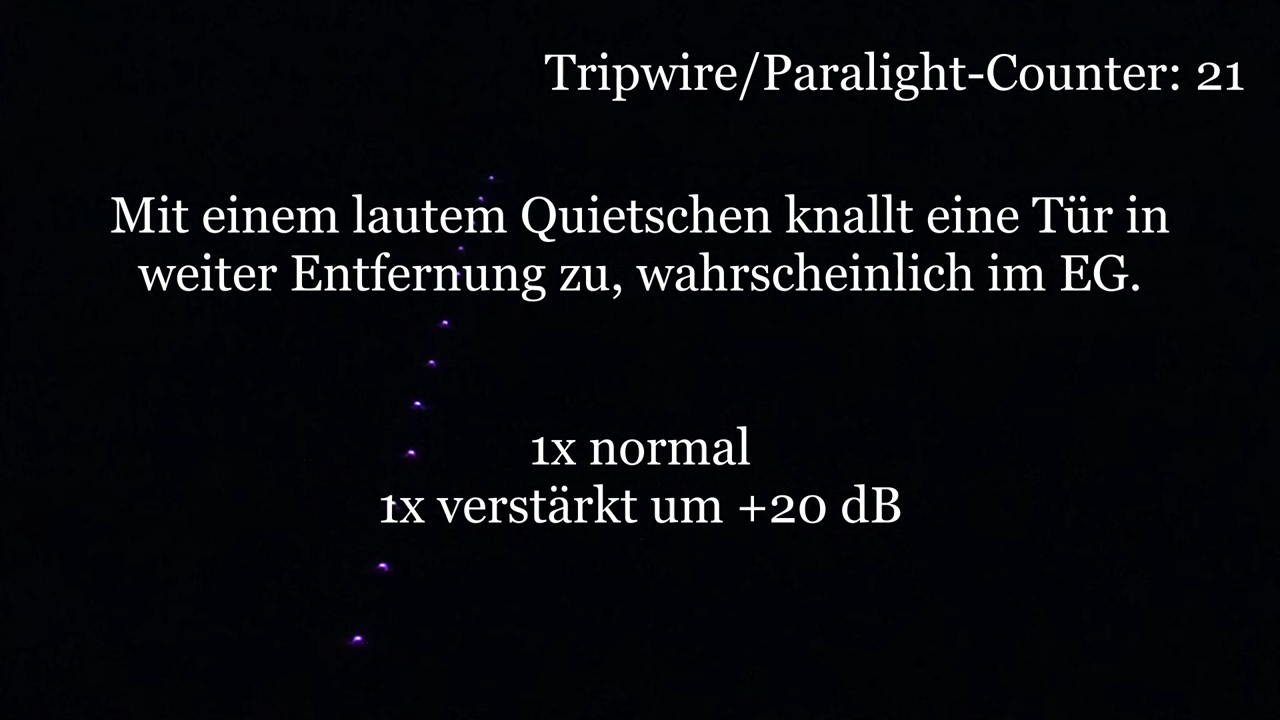 Tripwire/Paralight-Counter: 21
Mit einem lautem Quietschen knallt eine Tür in
weiter Entfernung zu, wahrscheinlich im EG.
1x normal
1x verstärkt um +20 dB